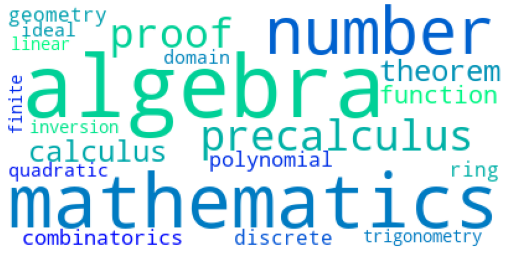 geometry
ideal
linear
proof
number
domain
algebra
theorem
function
finite
inversion
precalculus
calculus
polynomial
quadratic
ring
mathematics
combinatorics
discrete
trigonometry